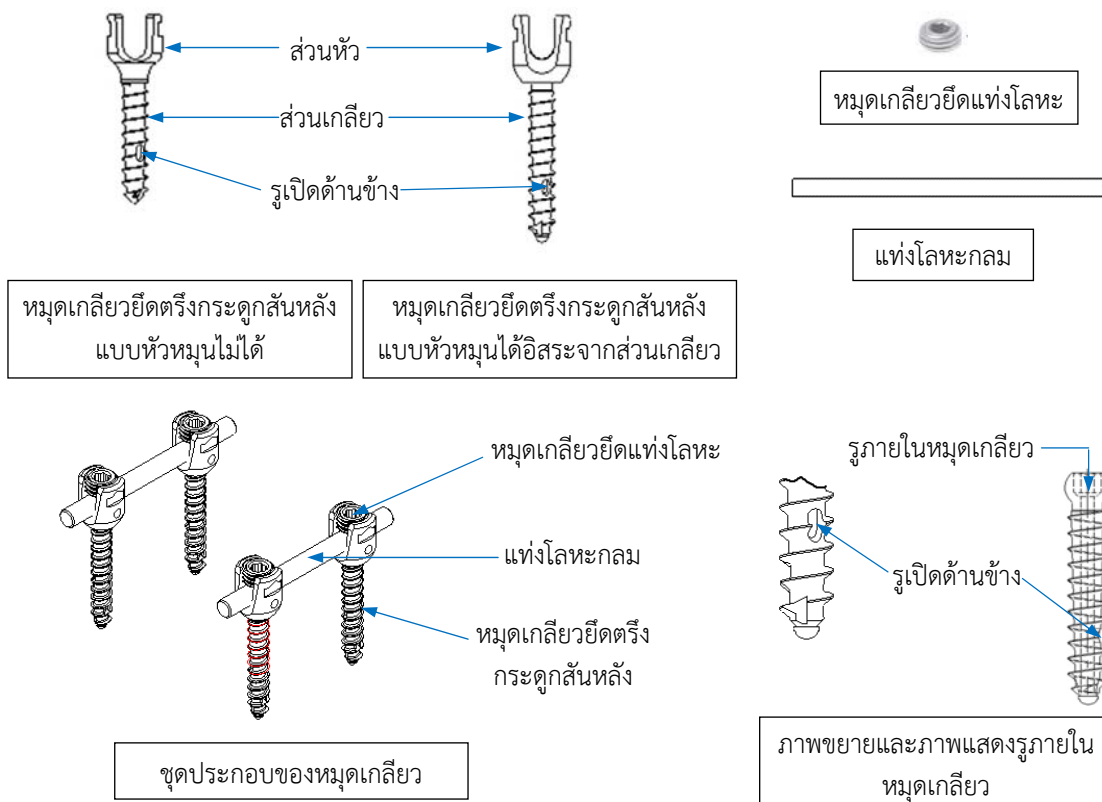 ส่วนหัว
ส่วนเกลียว
รูเปิดด้านข้าง
หมุดเกลียวยึดแท่งโลหะ
แท่งโลหะกลม
หมุดเกลียวยึดตรึงกระดูกสันหลัง
แบบหัวหมุนไม่ได้
หมุดเกลียวยึดตรึงกระดูกสันหลัง
แบบหัวหมุนได้อิสระจากส่วนเกลียว
หมุดเกลียวยึดแท่งโลหะ
แท่งโลหะกลม
หมุดเกลียวยึดตรึง
กระดูกสันหลัง
ชุดประกอบของหมุดเกลียว
รูภายในหมุดเกลียว
รูเปิดด้านข้าง
ภาพขยายและภาพแสดงรูภายใน
หมุดเกลียว